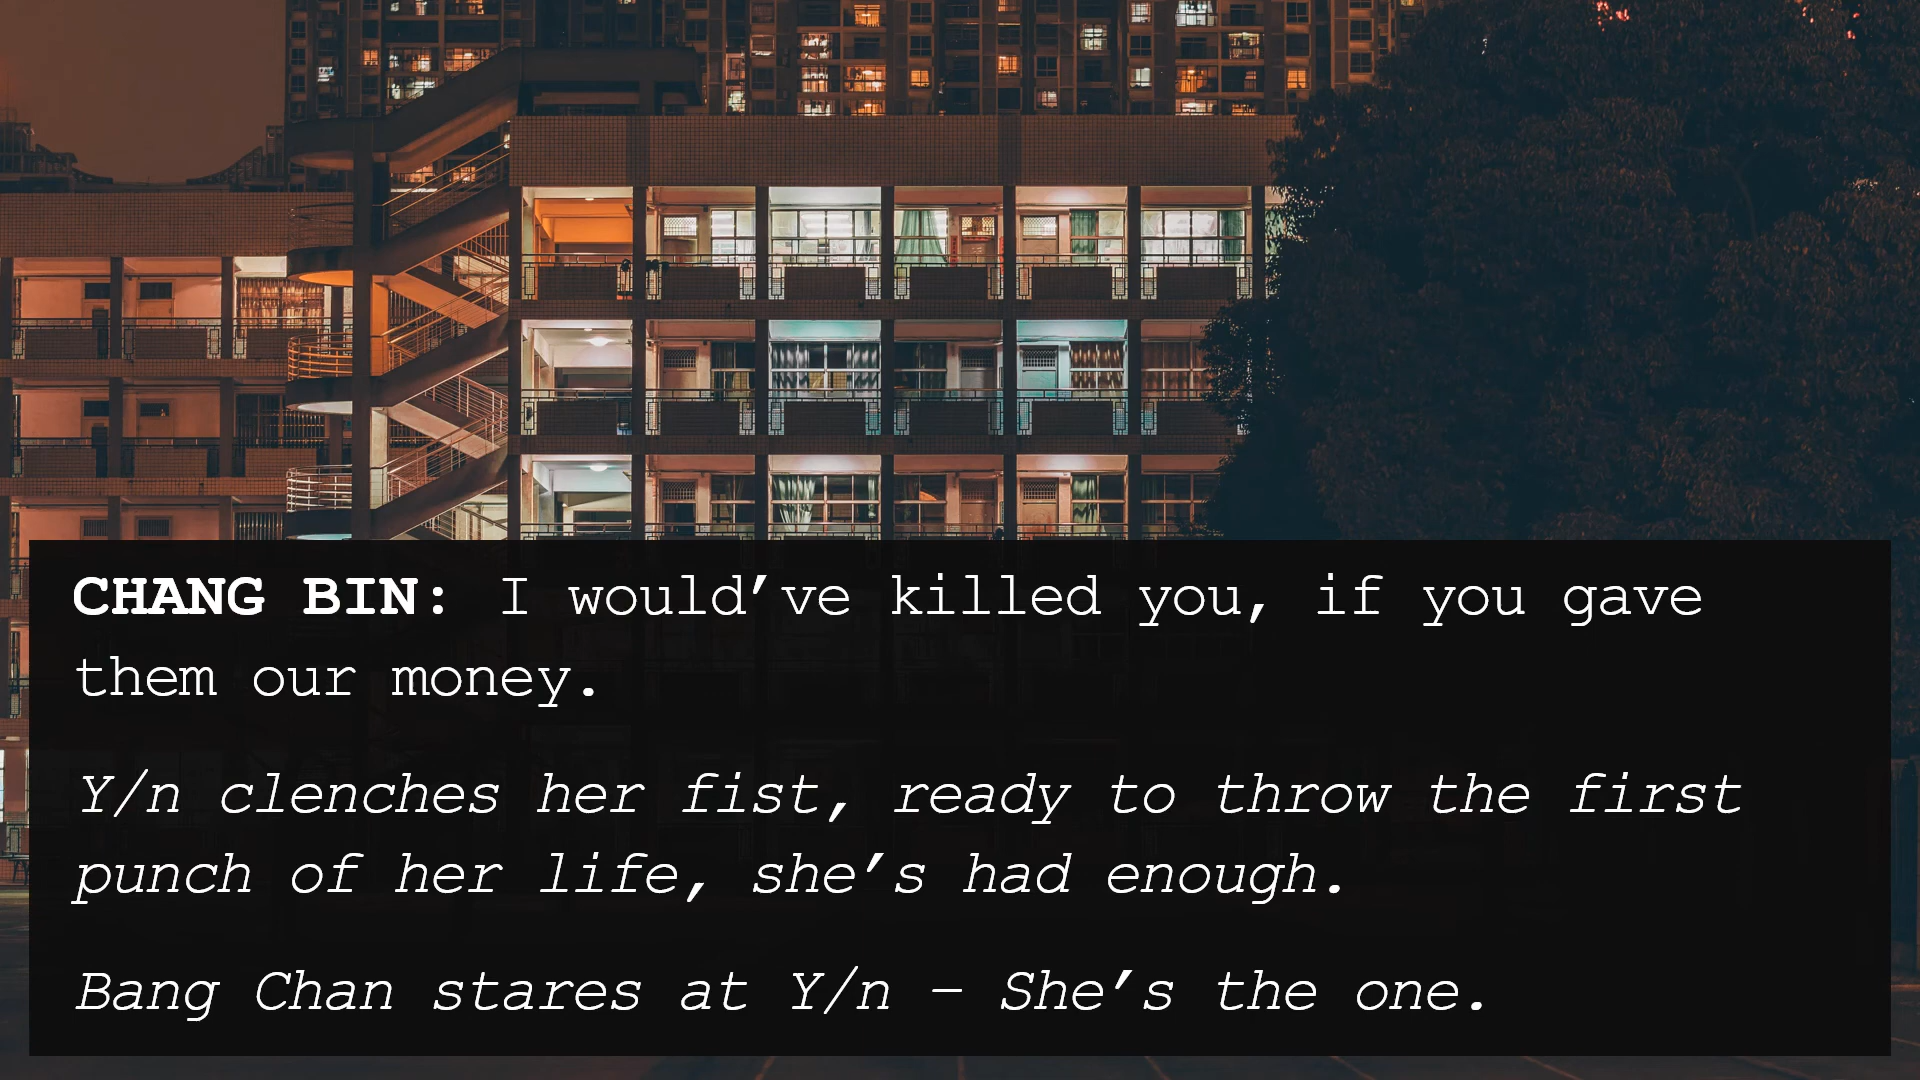 CHANG BIN: I would’ve killed you, if you gave
them our money.
Y/n clenches her fist, ready to throw the first
punch of her life, she’s had enough.
Bang Chan stares at Y/n – She’s the one.